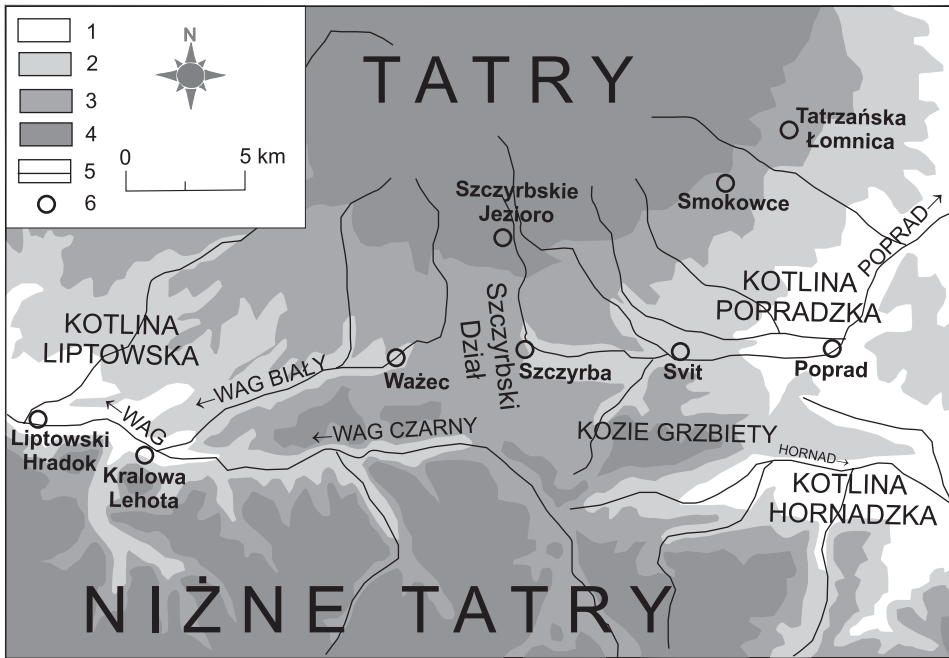 1
2
3
4
5
6
N
0 5 km
TATRY
Tatrzańska
Łomnica
Szczyrbskie
Jezioro
Smokowce
POPRAD→
KOTLINA
POPRADZKA
KOTLINA
LIPTOWSKA
Szczyrbski
Dział
←WAG BIAŁY
Ważec
Szczyrba
Svit
Poprad
←WAG
←WAG CZARNY
KOZIE GRZBIETY
HORNAD→
Liptowski
Hradok
Kralowa
Lehota
KOTLINA
HORNADZKA
NIŻNE TATRY